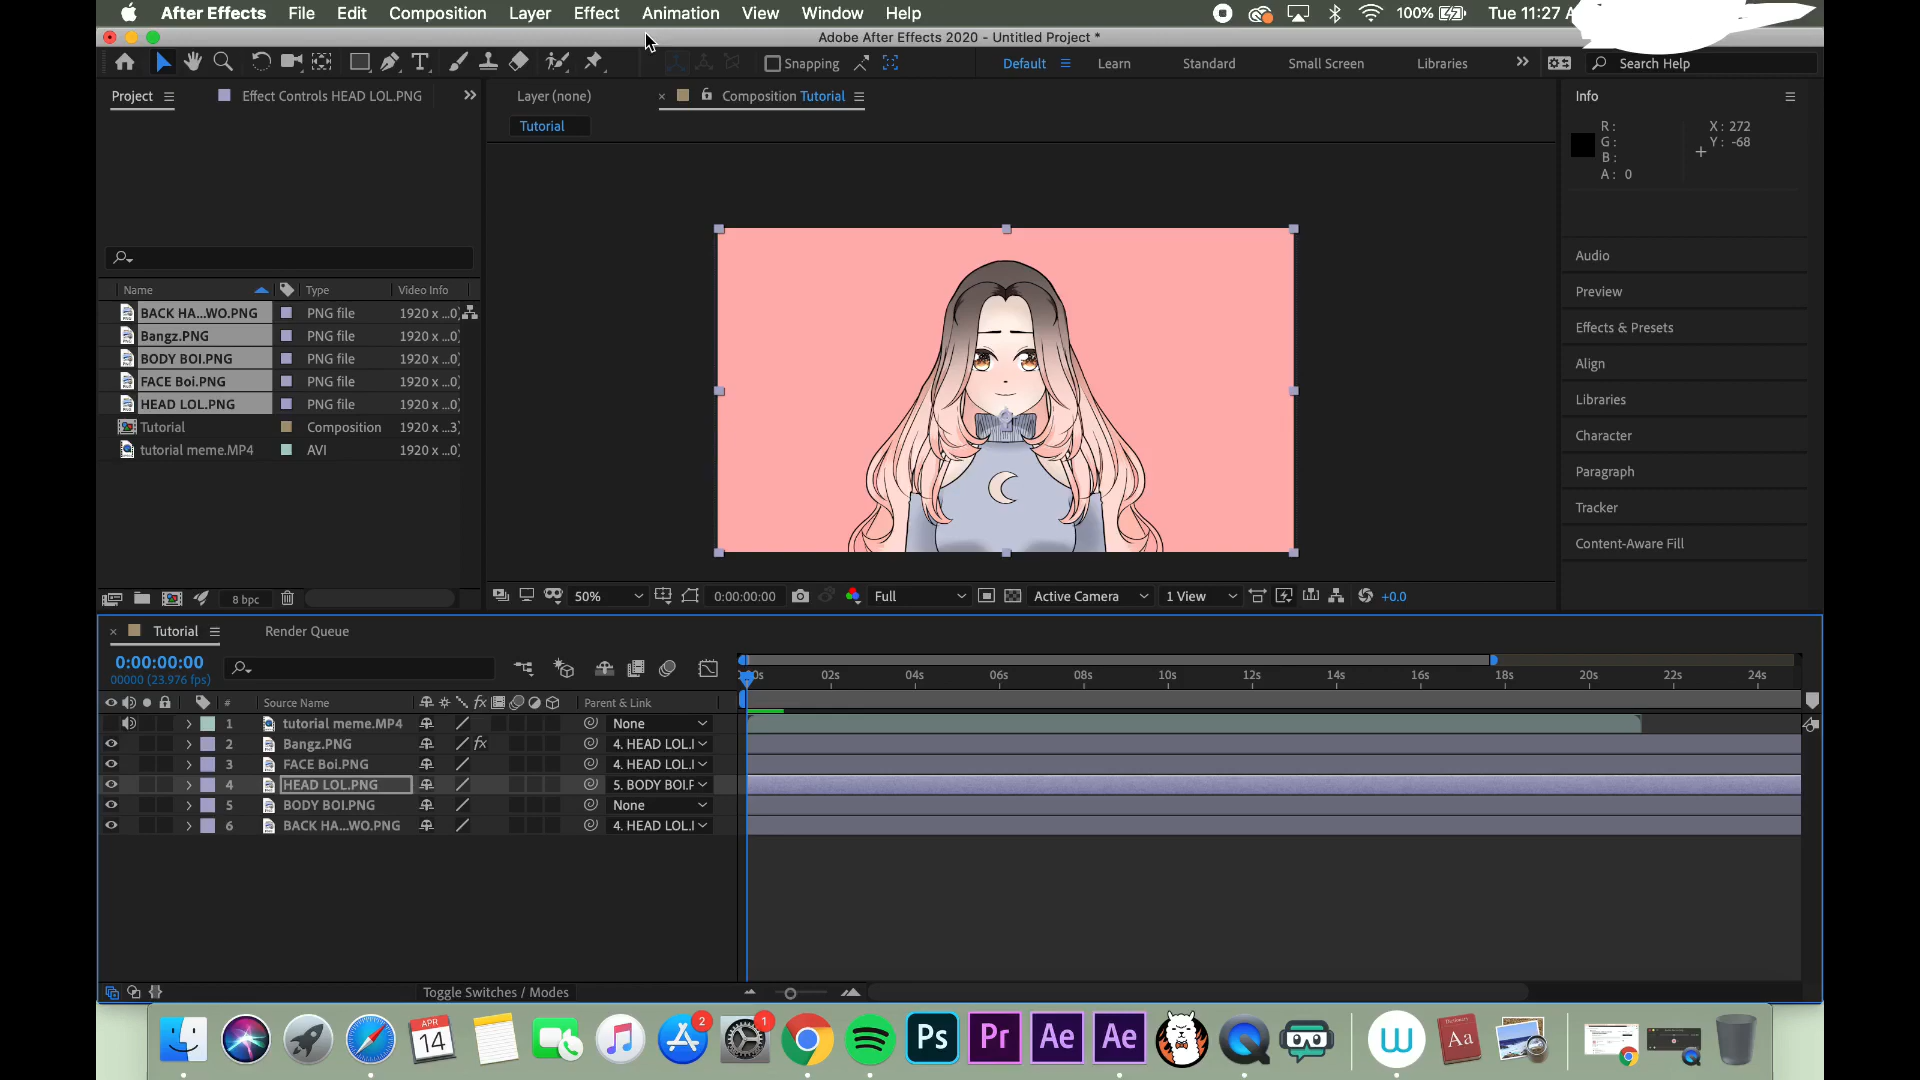 After Effects File Edit Composition Layer Effect Animation View Window Help 100% Tue 11:27 A
Adobe After Effects 2020 - Untitled Project *
T Snapping Default Learn Standard Small Screen Libraries Search Help
Project Effect Controls HEAD LOL.PNG Layer (none) Composition Tutorial Info
Tutorial
R: X: 272
G: Y: -68
B:
A: 0
Name Type Video Info
BACK HA...WO.PNG PNG file 1920 x ...0)
Bangz.PNG PNG file 1920 x ...0)
BODY BOI.PNG PNG file 1920 x ...0)
FACE Boi.PNG PNG file 1920 x ...0)
HEAD LOL.PNG PNG file 1920 x ...0)
Tutorial Composition 1920 x ...3)
tutorial meme.MP4 AVI 1920 x ...0)
Audio
Preview
Effects & Presets
Align
Libraries
Character
Paragraph
Tracker
Content-Aware Fill
8 bpc 50% 0:00:00:00 Full Active Camera 1 View +0.0
Tutorial Render Queue
0:00:00:00
00000 (23.976 fps)
0s 02s 04s 06s 08s 10s 12s 14s 16s 18s 20s 22s 24s
# Source Name fx Parent & Link
1 tutorial meme.MP4 None
2 Bangz.PNG fx 4. HEAD LOL.I
3 FACE BoI.PNG 4. HEAD LOL.I
4 HEAD LOL.PNG 5. BODY BOI.F
5 BODY BOI.PNG None
6 BACK HA...WO.PNG 4. HEAD LOL.I
Toggle Switches / Modes
APR
14
2
1
Ps Pr Ae Ae W Aa